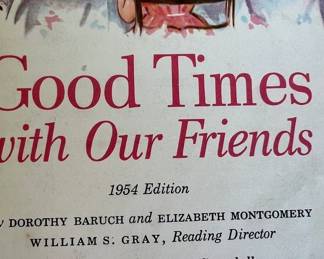 Good Times
with Our Friends
1954 Edition
DOROTHY BARUCH and ELIZABETH MONTGOMERY
WILLIAM S. GRAY, Reading Director